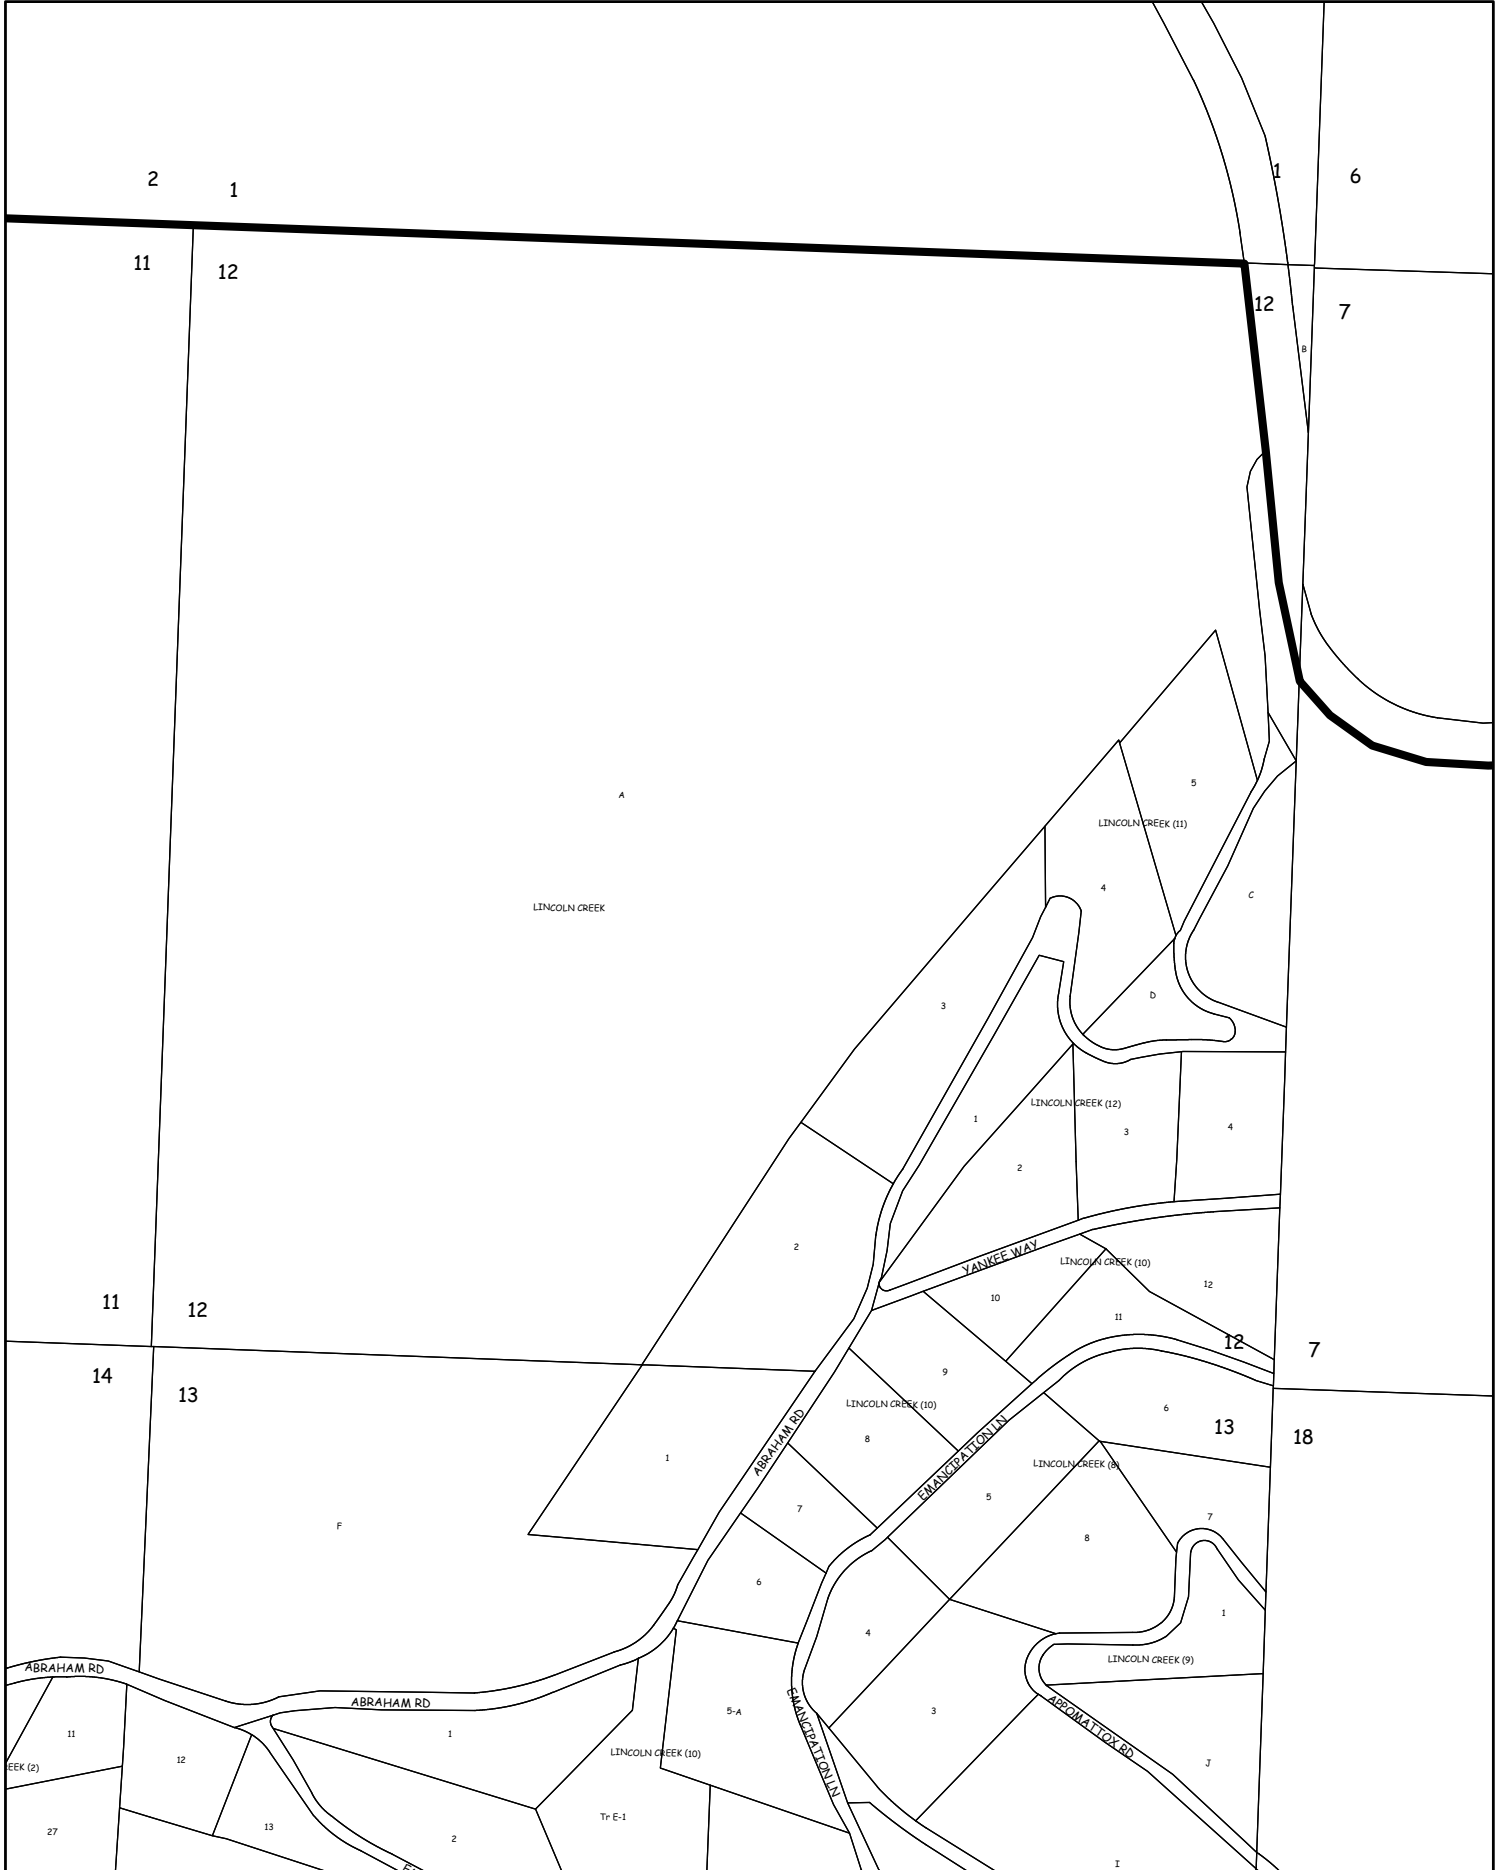 2
1
1
6
11
12
12
7
B
A
5
LINCOLN CREEK (11)
4
C
LINCOLN CREEK
D
3
LINCOLN CREEK (12)
1
3
4
2
2
YANKEE WAY
LINCOLN CREEK (10)
12
10
11
11
12
12
7
14
13
9
LINCOLN CREEK (10)
6
13
18
8
ABRAHAM RD
EMANCIPATION LN
LINCOLN CREEK (8)
1
5
7
7
F
8
6
1
4
LINCOLN CREEK (9)
ABRAHAM RD
ABRAHAM RD
5-A
3
EMANCIPATION LN
APPOMATTOX RD
11
1
12
LINCOLN CREEK (10)
J
EEK (2)
Tr E-1
13
27
2
I